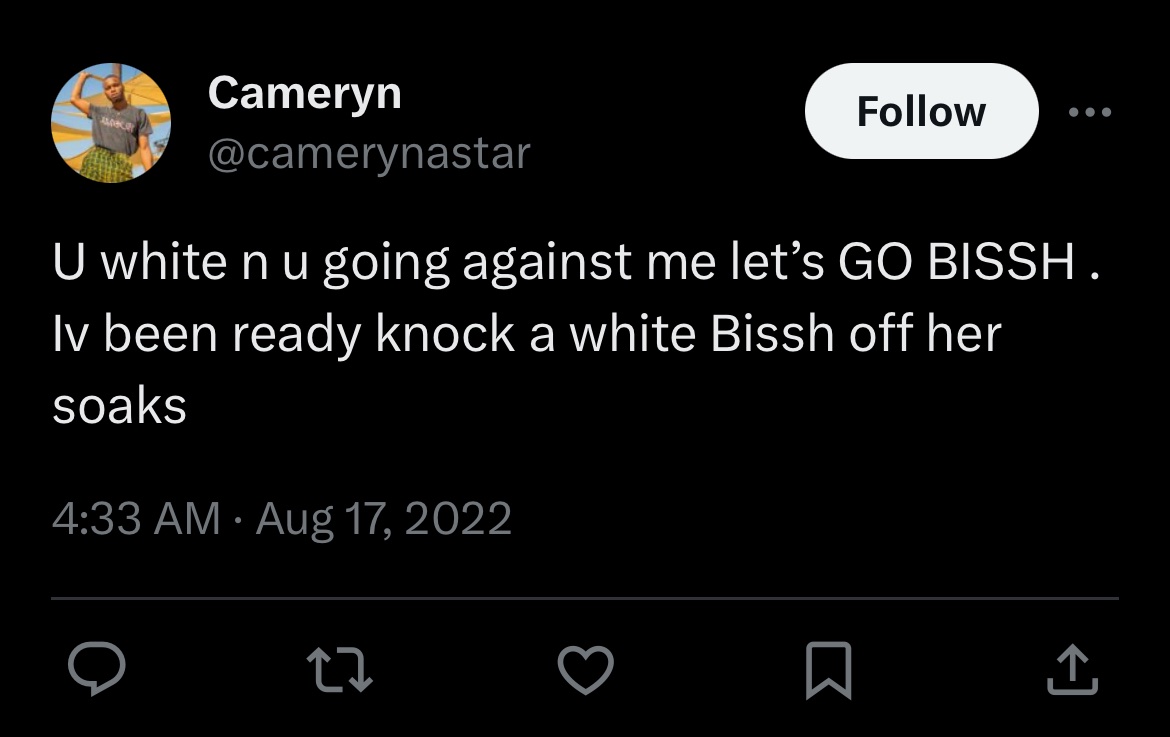 Cameryn
@camerynastar
Follow
U white n u going against me let’s GO BISSH .
Iv been ready knock a white Bissh off her
soaks
4:33 AM · Aug 17, 2022